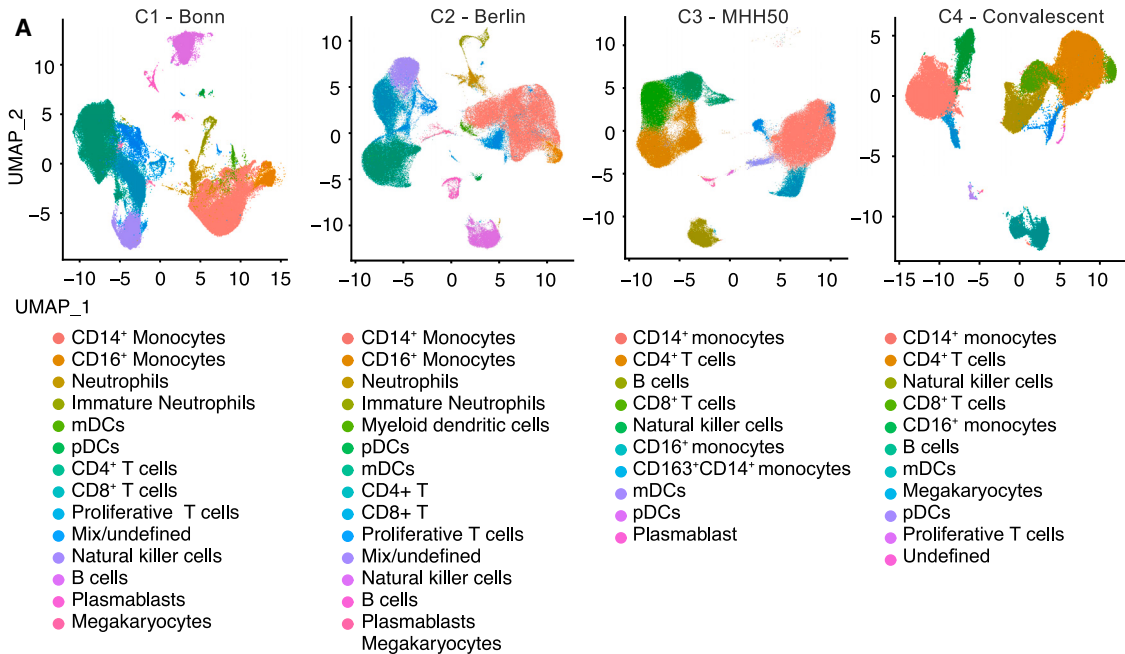 A
C1 - Bonn
C2 - Berlin
C3 - MHH50
C4 - Convalescent
UMAP_2
10
5
0
−5
−10 −5 0 5 10 15
10
5
0
−5
−10
−10 −5 0 5 10
10
5
0
−5
−10
−10 −5 0 5 10
5
0
−5
−10
−15 −10 −5 0 5 10
UMAP_1
CD14⁺ Monocytes
CD16⁺ Monocytes
Neutrophils
Immature Neutrophils
mDCs
pDCs
CD4⁺ T cells
CD8⁺ T cells
Proliferative T cells
Mix/undefined
Natural killer cells
B cells
Plasmablasts
Megakaryocytes
CD14⁺ Monocytes
CD16⁺ Monocytes
Neutrophils
Immature Neutrophils
Myeloid dendritic cells
pDCs
mDCs
CD4+ T
CD8+ T
Proliferative T cells
Mix/undefined
Natural killer cells
B cells
Plasmablasts
Megakaryocytes
CD14⁺ monocytes
CD4⁺ T cells
B cells
CD8⁺ T cells
Natural killer cells
CD16⁺ monocytes
CD163⁺CD14⁺ monocytes
mDCs
pDCs
Plasmablast
CD14⁺ monocytes
CD4⁺ T cells
Natural killer cells
CD8⁺ T cells
CD16⁺ monocytes
B cells
mDCs
Megakaryocytes
pDCs
Proliferative T cells
Undefined